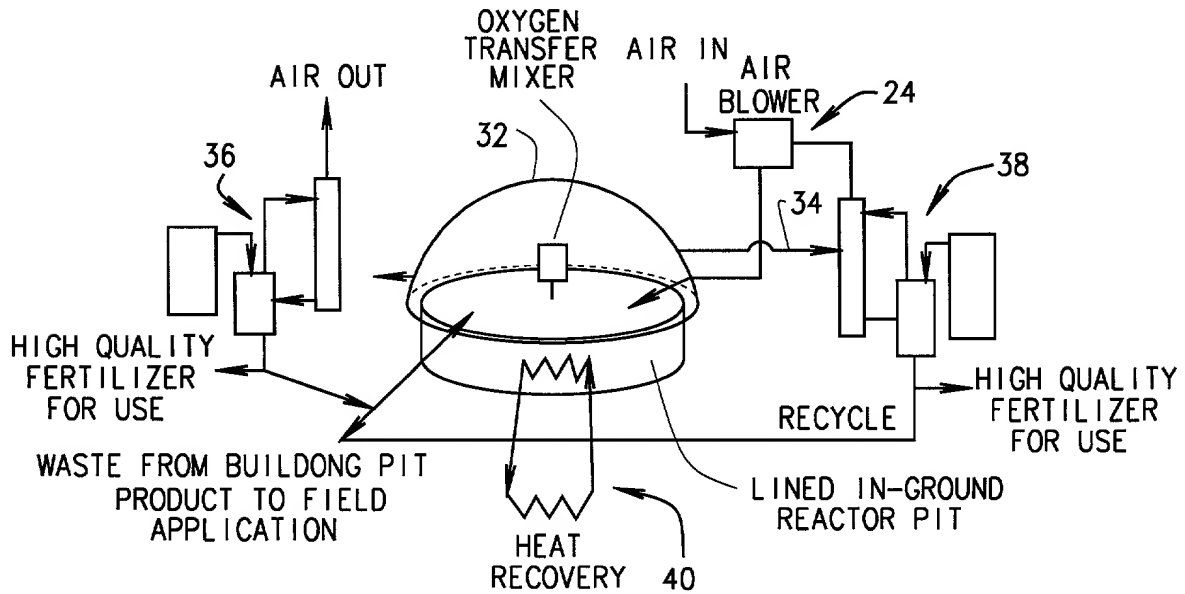 OXYGEN
TRANSFER
MIXER
AIR IN
AIR
BLOWER
24
AIR OUT
32
36
38
34
HIGH QUALITY
FERTILIZER
FOR USE
HIGH QUALITY
FERTILIZER
FOR USE
RECYCLE
WASTE FROM BUILDONG PIT
PRODUCT TO FIELD
APPLICATION
LINED IN-GROUND
REACTOR PIT
HEAT
RECOVERY
40